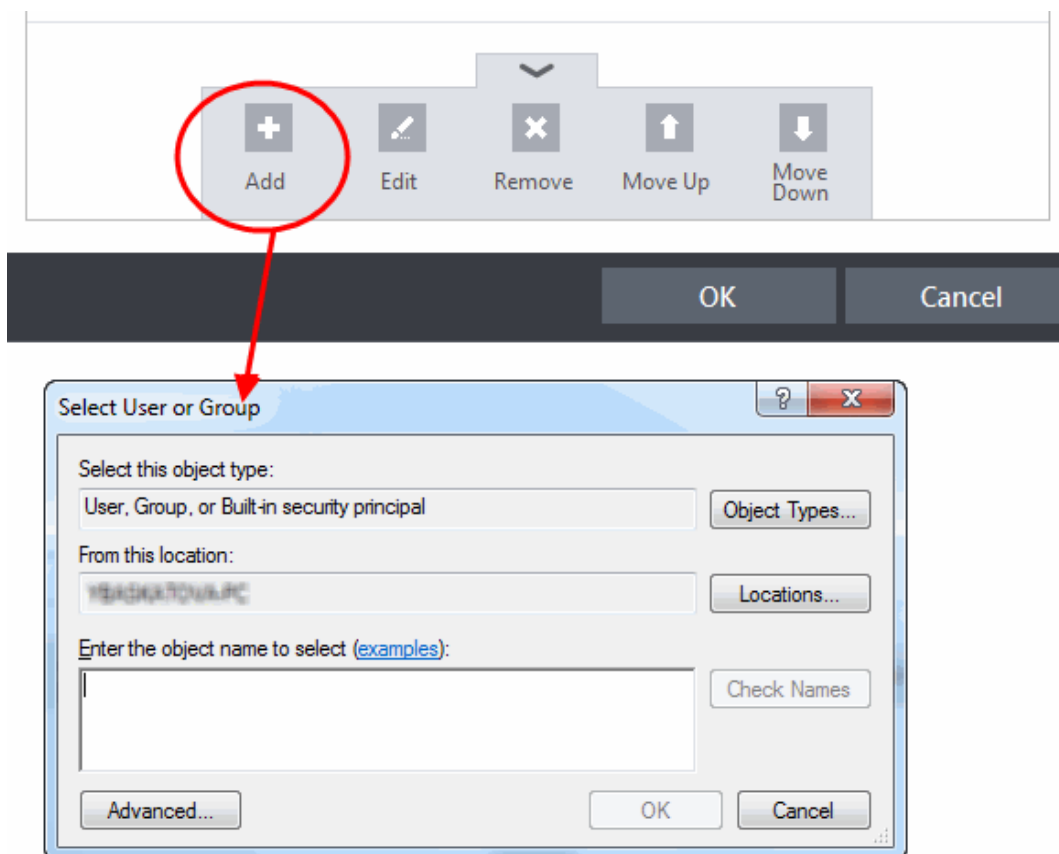 Add
Edit
Remove
Move Up
Move
Down
OK
Cancel
Select User or Group
Select this object type:
User, Group, or Built-in security principal
Object Types...
From this location:
Locations...
Enter the object name to select (examples):
Check Names
Advanced...
OK
Cancel